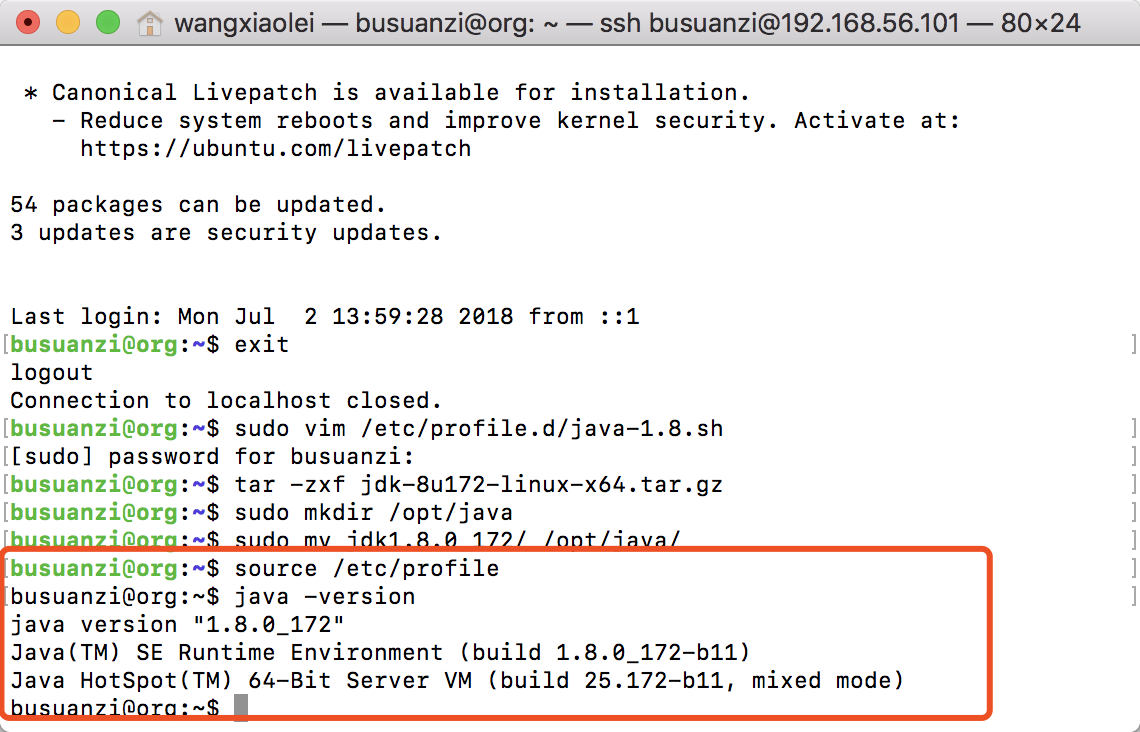 wangxiaolei — busuanzi@org: ~ — ssh busuanzi@192.168.56.101 — 80×24
* Canonical Livepatch is available for installation.
- Reduce system reboots and improve kernel security. Activate at:
https://ubuntu.com/livepatch
54 packages can be updated.
3 updates are security updates.
Last login: Mon Jul  2 13:59:28 2018 from ::1
[busuanzi@org:~$ exit ]
logout
Connection to localhost closed.
[busuanzi@org:~$ sudo vim /etc/profile.d/java-1.8.sh ]
[[sudo] password for busuanzi: ]
[busuanzi@org:~$ tar -zxf jdk-8u172-linux-x64.tar.gz ]
[busuanzi@org:~$ sudo mkdir /opt/java ]
[busuanzi@org:~$ sudo mv jdk1.8.0_172/ /opt/java/ ]
[busuanzi@org:~$ source /etc/profile ]
[busuanzi@org:~$ java -version ]
java version "1.8.0_172"
Java(TM) SE Runtime Environment (build 1.8.0_172-b11)
Java HotSpot(TM) 64-Bit Server VM (build 25.172-b11, mixed mode)
busuanzi@org:~$